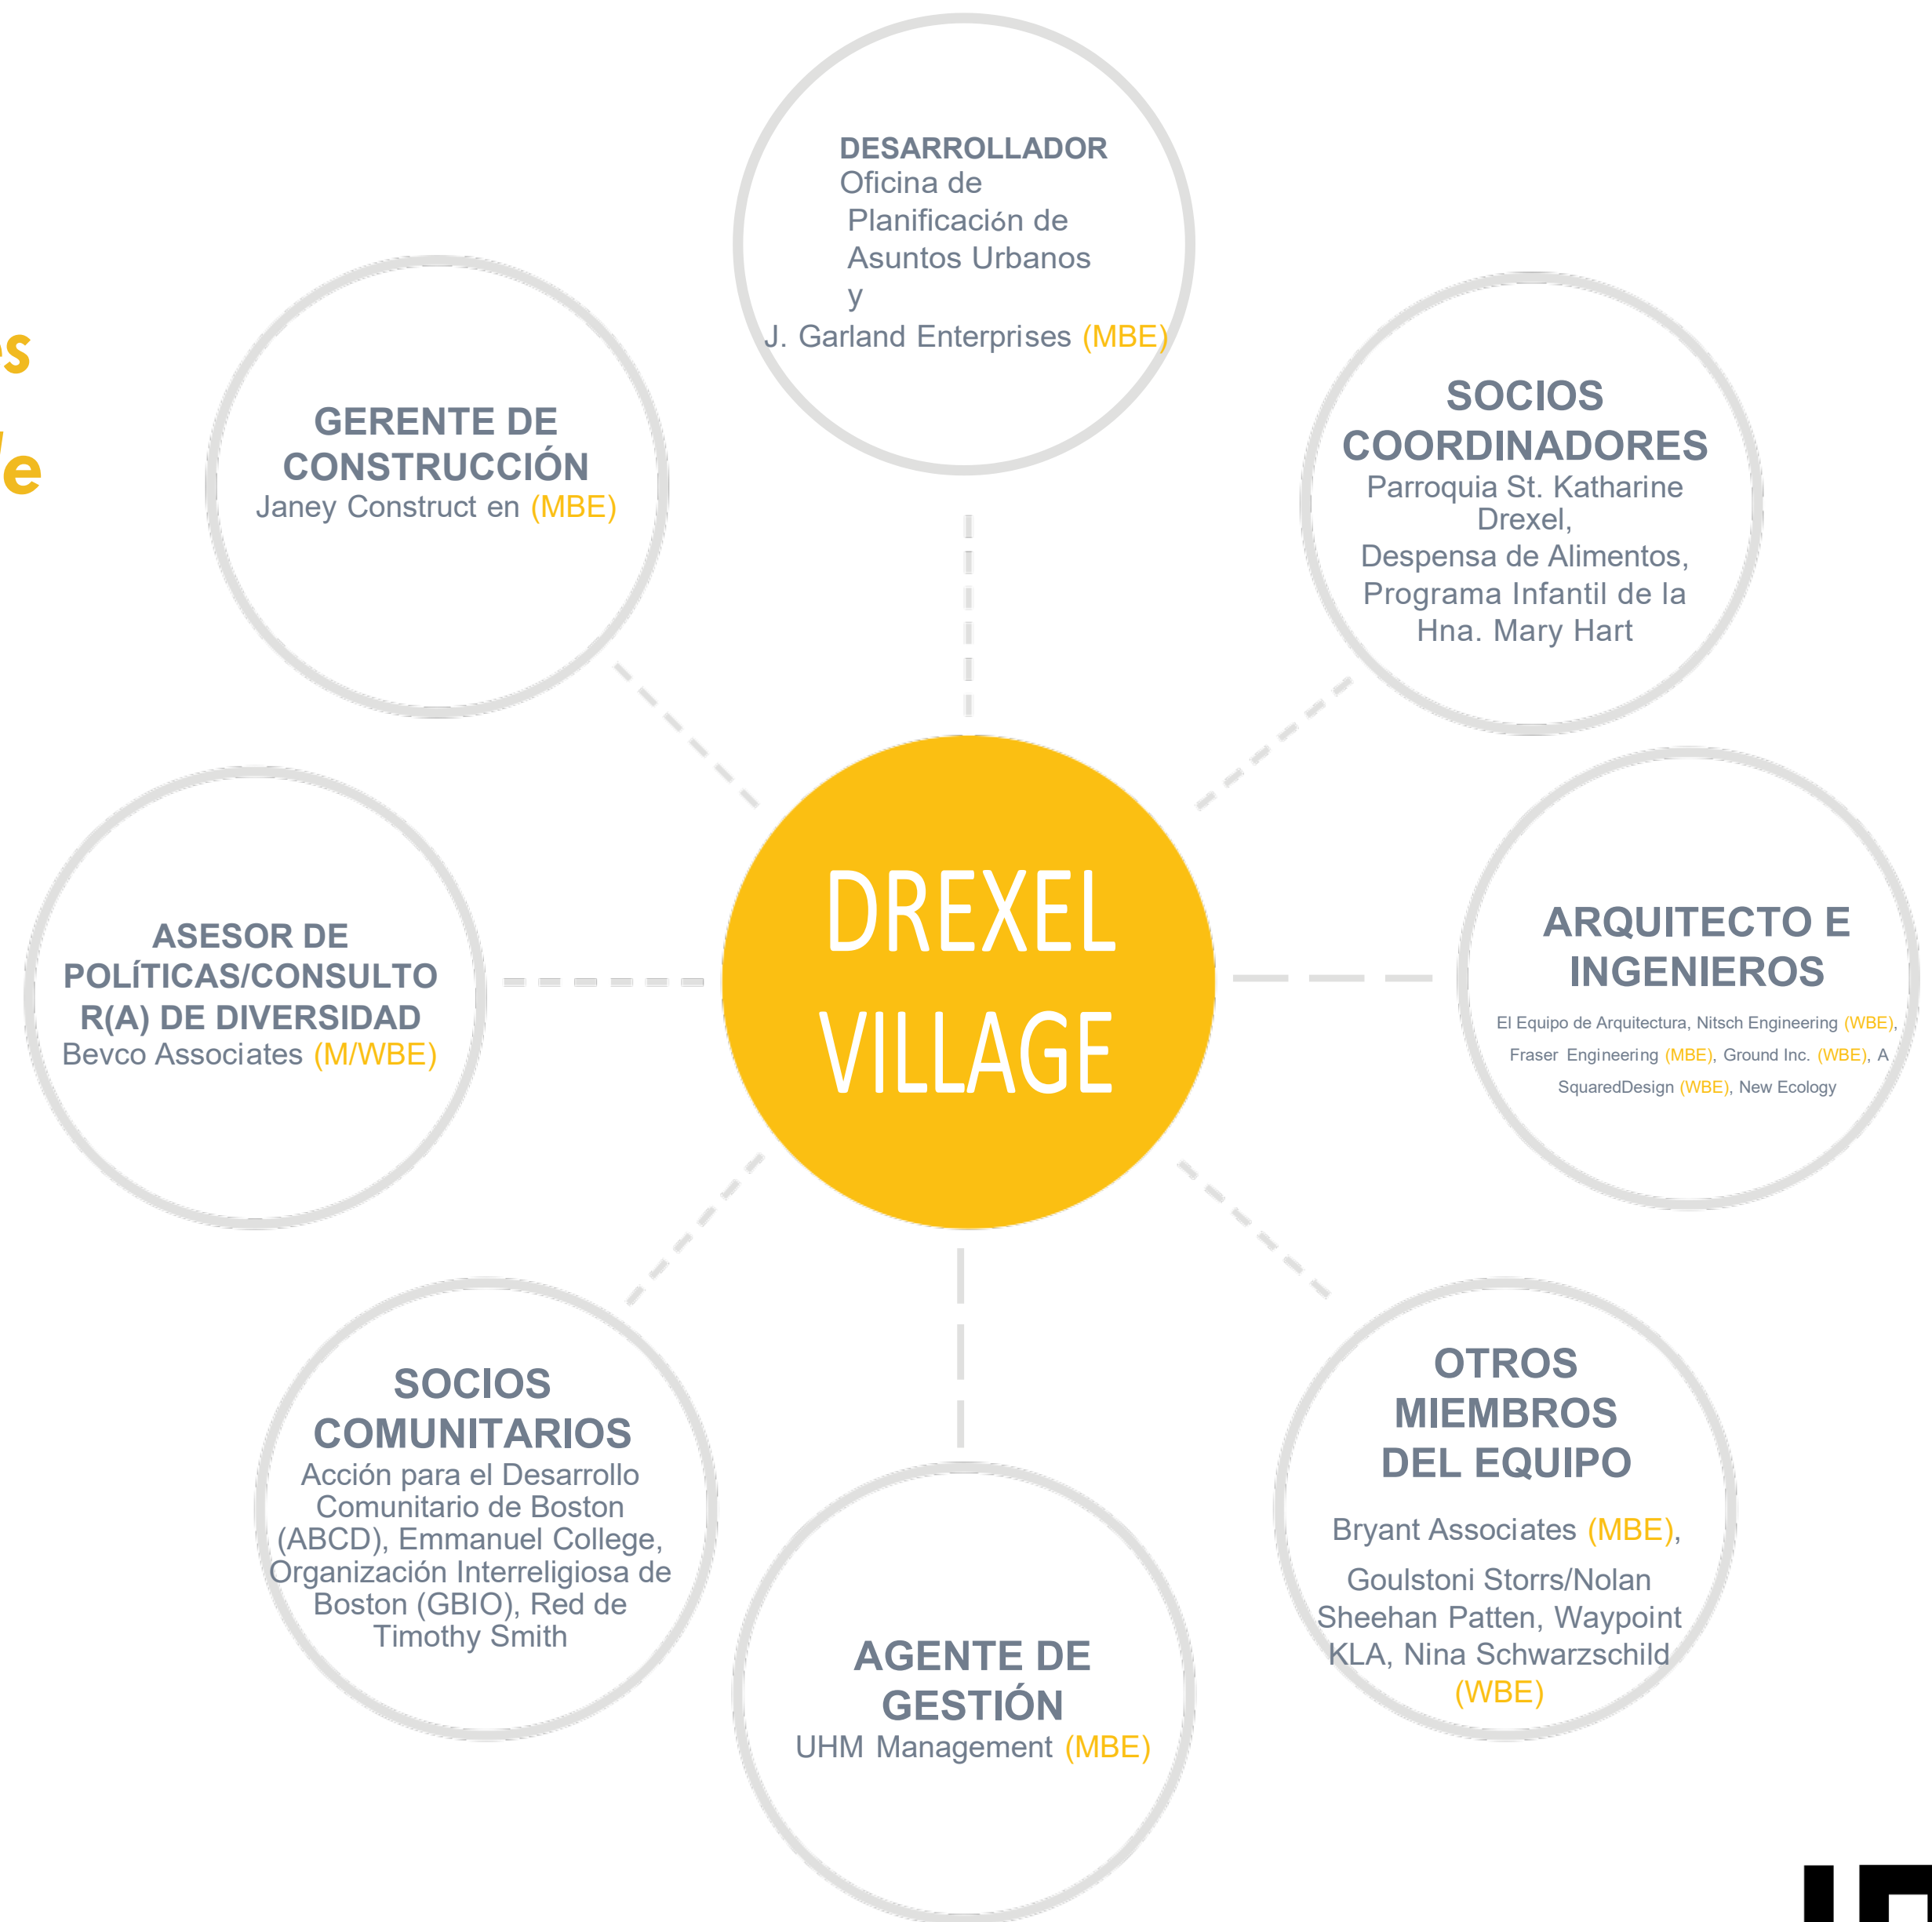 DESARROLLADOR
Oficina de
Planificación de
Asuntos Urbanos
y
J. Garland Enterprises (MBE)
GERENTE DE
CONSTRUCCIÓN
Janey Construct en (MBE)
SOCIOS
COORDINADORES
Parroquia St. Katharine
Drexel,
Despensa de Alimentos,
Programa Infantil de la
Hna. Mary Hart
ASESOR DE
POLÍTICAS/CONSULTO
R(A) DE DIVERSIDAD
Bevco Associates (M/WBE)
DREXEL
VILLAGE
ARQUITECTO E
INGENIEROS
El Equipo de Arquitectura, Nitsch Engineering (WBE),
Fraser Engineering (MBE), Ground Inc. (WBE), A
SquaredDesign (WBE), New Ecology
SOCIOS
COMUNITARIOS
Acción para el Desarrollo
Comunitario de Boston
(ABCD), Emmanuel College,
Organización Interreligiosa de
Boston (GBIO), Red de
Timothy Smith
AGENTE DE
GESTIÓN
UHM Management (MBE)
OTROS
MIEMBROS
DEL EQUIPO
Bryant Associates (MBE),
Goulstoni Storrs/Nolan
Sheehan Patten, Waypoint
KLA, Nina Schwarzschild
(WBE)